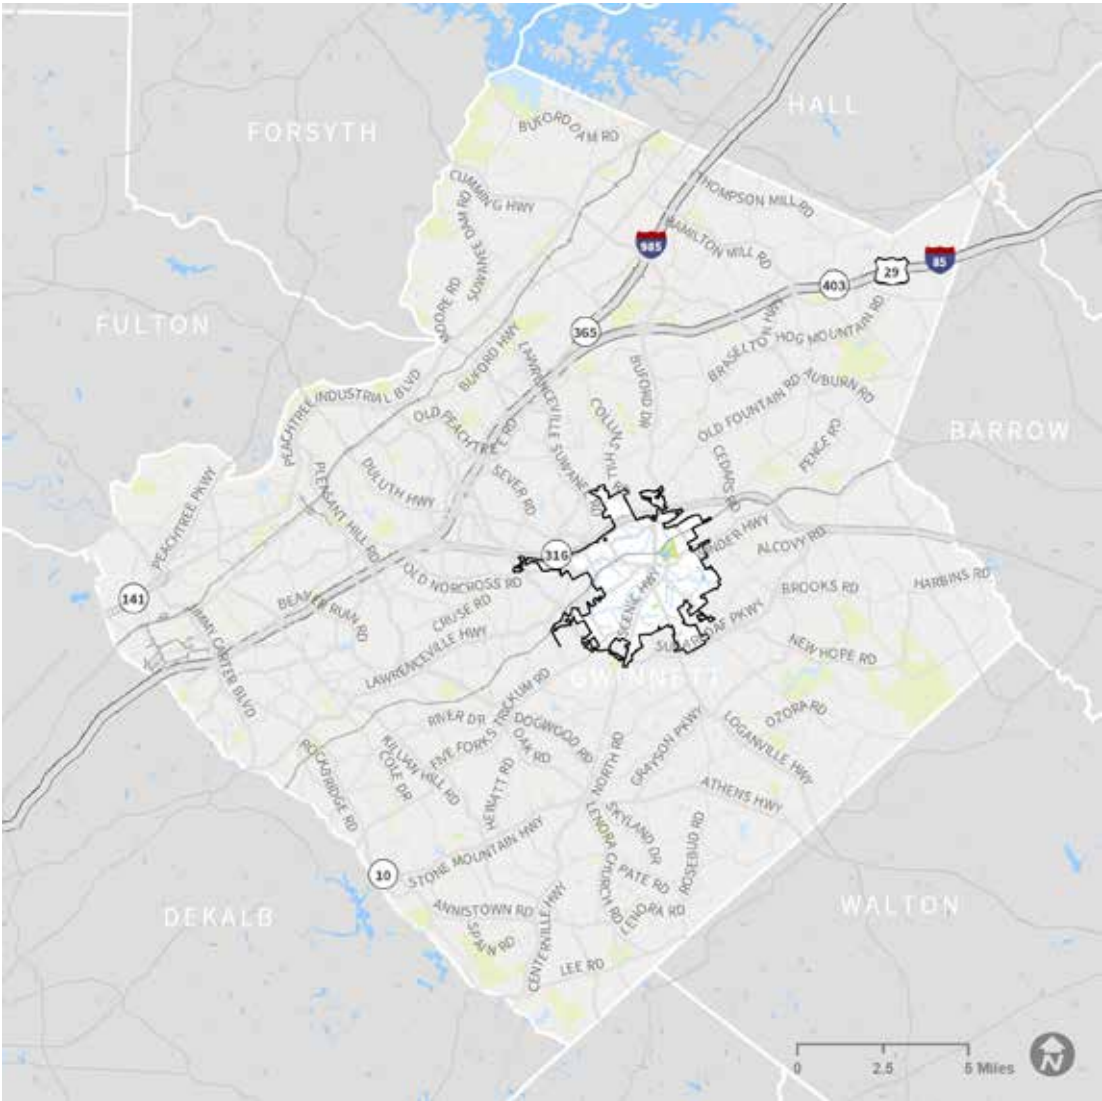 HALL
FORSYTH
BUFORD DAM RD
CUMMING HWY
THOMPSON MILL RD
SUWANEE DAM RD
HAMILTON MILL RD
985
85
29
403
MOORE RD
FULTON
365
HOG MOUNTAIN RD
BRASELTON HWY
BUFORD HWY
LAWRENCEVILLE SUWANEE RD
BUFORD DR
PEACHTREE INDUSTRIAL BLVD
AUBURN RD
OLD FOUNTAIN RD
OLD PEACHTREE RD
COLLINS HILL RD
BARROW
FENCE RD
CEDARS RD
SEVER RD
DULUTH HWY
PLEASANT HILL RD
PEACHTREE PKWY
316
ALCOVY RD
OLD NORCROSS RD
HARBINS RD
BROOKS RD
141
BEAVER RUIN RD
CRUSE RD
SCENIC HWY
JIMMY CARTER BLVD
LAWRENCEVILLE HWY
NEW HOPE RD
GWINNETT
RIVER DR
FIVE FORKS TRICKUM RD
DOGWOOD RD
OZORA RD
LOGANVILLE HWY
GRAYSON PKWY
OAK RD
NORTH RD
KILIAN HILL RD
COLE DR
ROCKBRIDGE RD
HEWATT RD
ATHENS HWY
SKYLAND DR
LENORA CHURCH RD
ROSEBUD RD
STONE MOUNTAIN HWY
10
PATE RD
WALTON
DEKALB
ANNISTOWN RD
LENORA RD
SPAIN RD
CENTERVILLE HWY
LEE RD
0 2.5 5 Miles
N